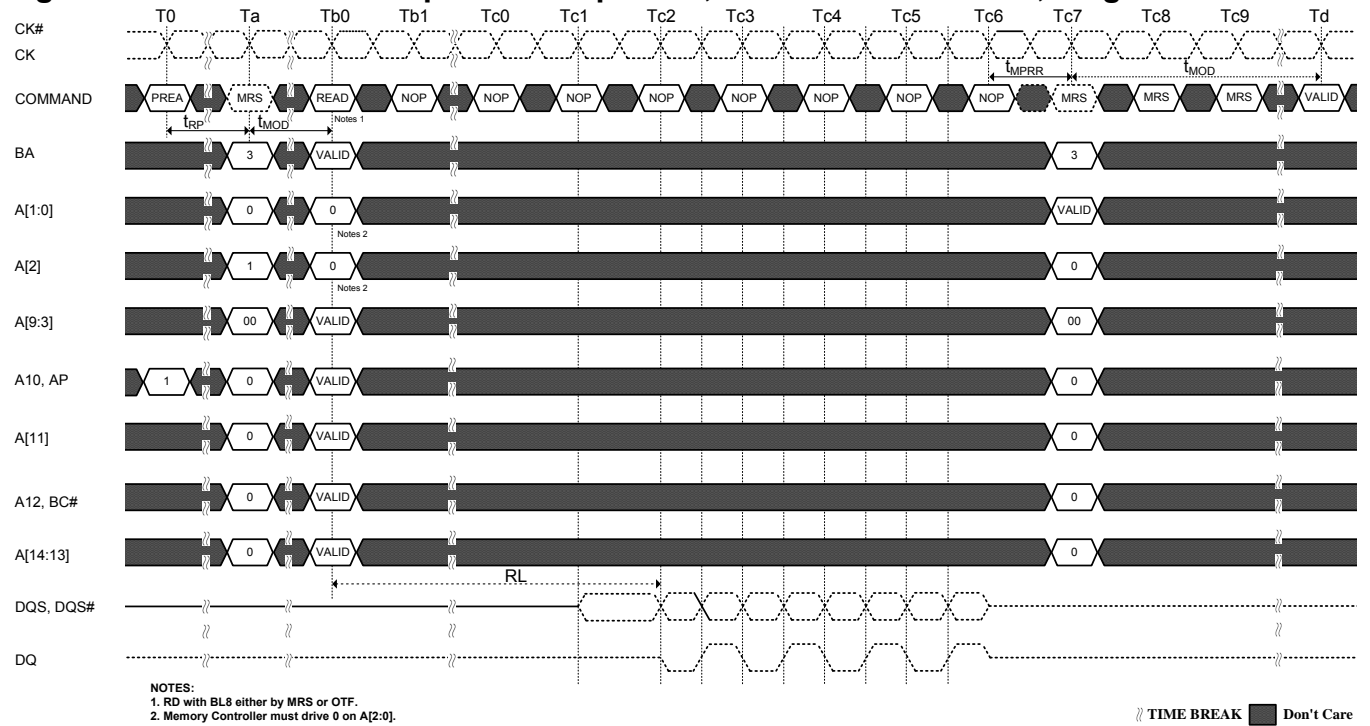 T0 Ta Tb0 Tb1 Tc0 Tc1 Tc2 Tc3 Tc4 Tc5 Tc6 Tc7 Tc8 Tc9 Td
CK#
CK
tMPRR tMOD
COMMAND PREA MRS READ NOP NOP NOP NOP NOP NOP NOP NOP MRS MRS MRS VALID
tRP tMOD Notes 1
BA 3 VALID 3
A[1:0] 0 0 VALID
Notes 2
A[2] 1 0 0
Notes 2
A[9:3] 00 VALID 00
A10, AP 1 0 VALID 0
A[11] 0 VALID 0
A12, BC# 0 VALID 0
A[14:13] 0 VALID 0
RL
DQS, DQS#
DQ
NOTES:
1. RD with BL8 either by MRS or OTF.
2. Memory Controller must drive 0 on A[2:0].
TIME BREAK Don't Care